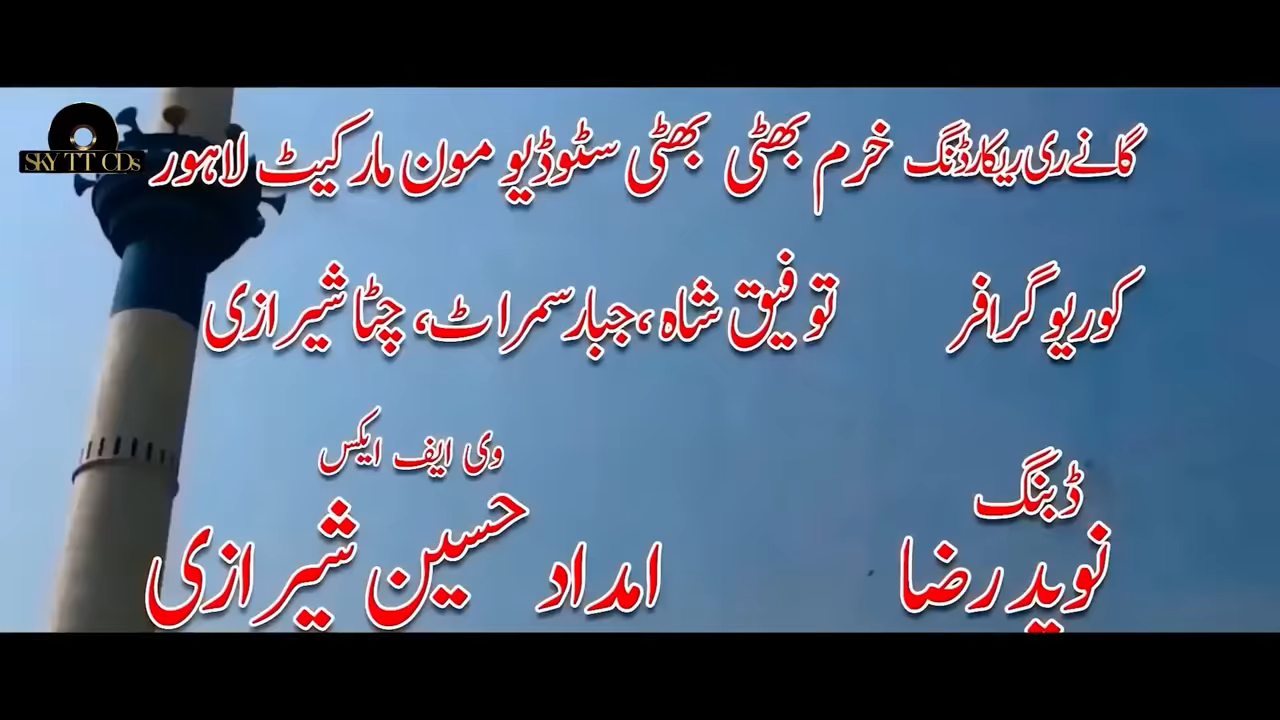 گانے ری ریکارڈنگ خرم بھٹی بھٹی سٹوڈیو مون مارکیٹ لاہور
SKY TT CDs
کوریوگرافر توفیق شاہ ،جبار سمراٹ، چٹا شیرازی
وی ایف ایکس
ڈبنگ
امداد حسین شیرازی
نوید رضا